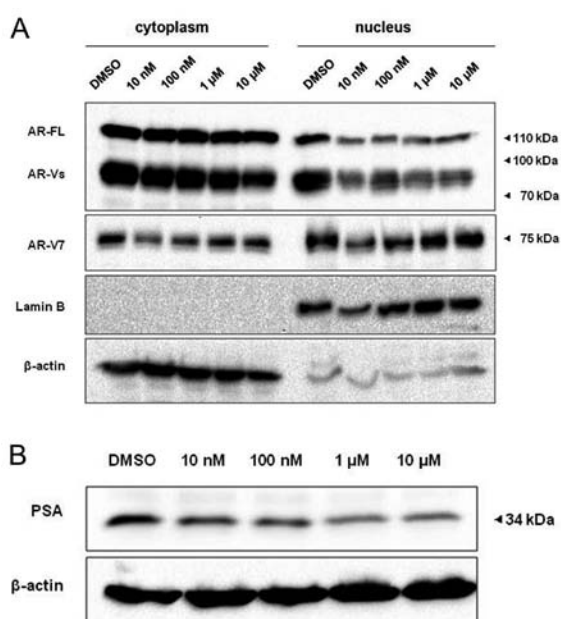 A
cytoplasm nucleus
DMSO 10 nM 100 nM 1 µM 10 µM DMSO 10 nM 100 nM 1 µM 10 µM
AR-FL ◄110 kDa
◄100 kDa
AR-Vs
◄70 kDa
AR-V7 ◄75 kDa
Lamin B
β-actin
B
DMSO 10 nM 100 nM 1 µM 10 µM
PSA ◄34 kDa
β-actin